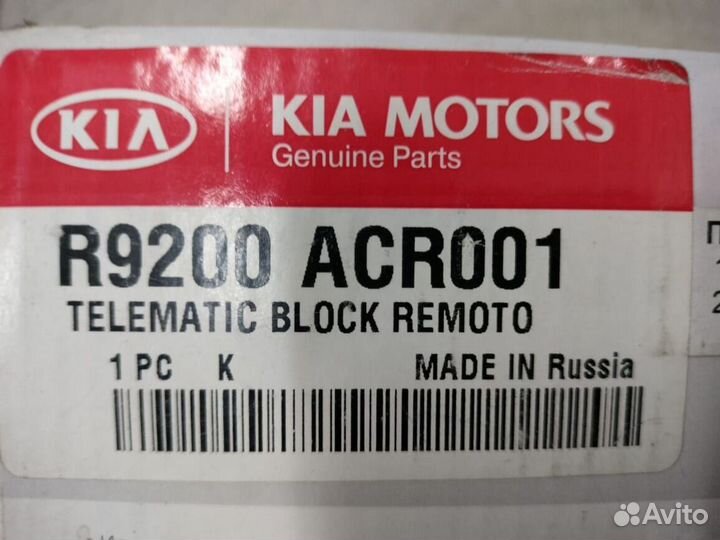 KIA
KIA MOTORS
Genuine Parts
R9200 ACR001
TELEMATIC BLOCK REMOTO
1 PC K MADE IN Russia
Avito